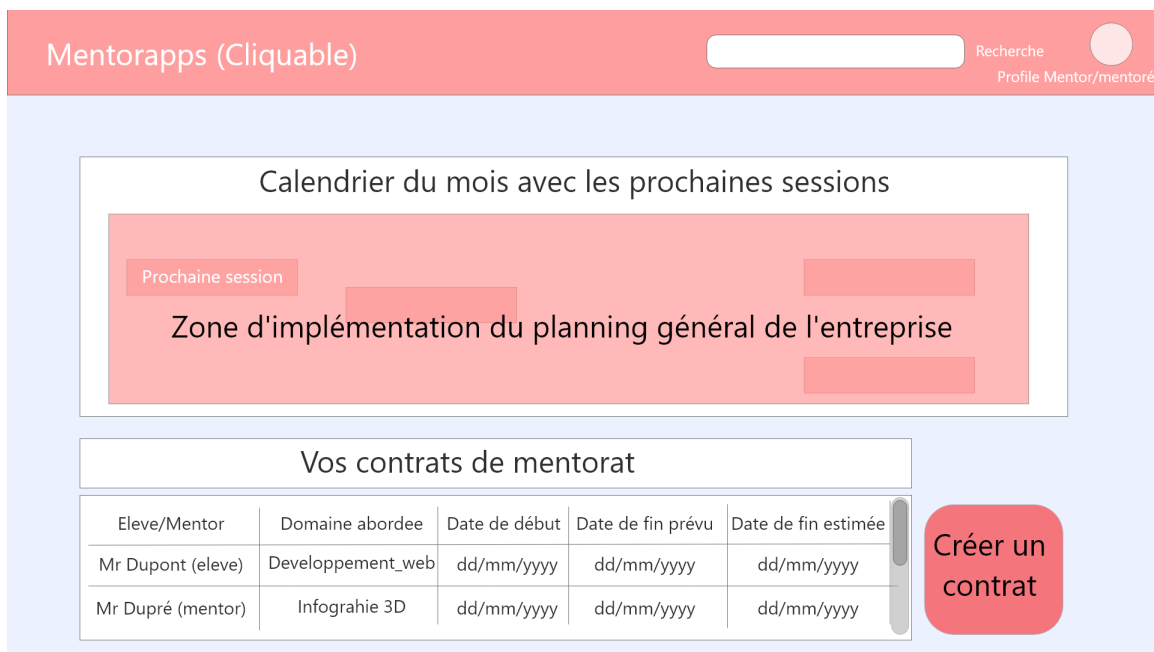 Mentorapps (Cliquable)
Recherche
Profile Mentor/mentoré
Calendrier du mois avec les prochaines sessions
Prochaine session
Zone d'implémentation du planning général de l'entreprise
Vos contrats de mentorat
Eleve/Mentor Domaine abordee Date de début Date de fin prévu Date de fin estimée
Mr Dupont (eleve) Developpement_web dd/mm/yyyy dd/mm/yyyy dd/mm/yyyy
Mr Dupré (mentor) Infograhie 3D dd/mm/yyyy dd/mm/yyyy dd/mm/yyyy
Créer un
contrat